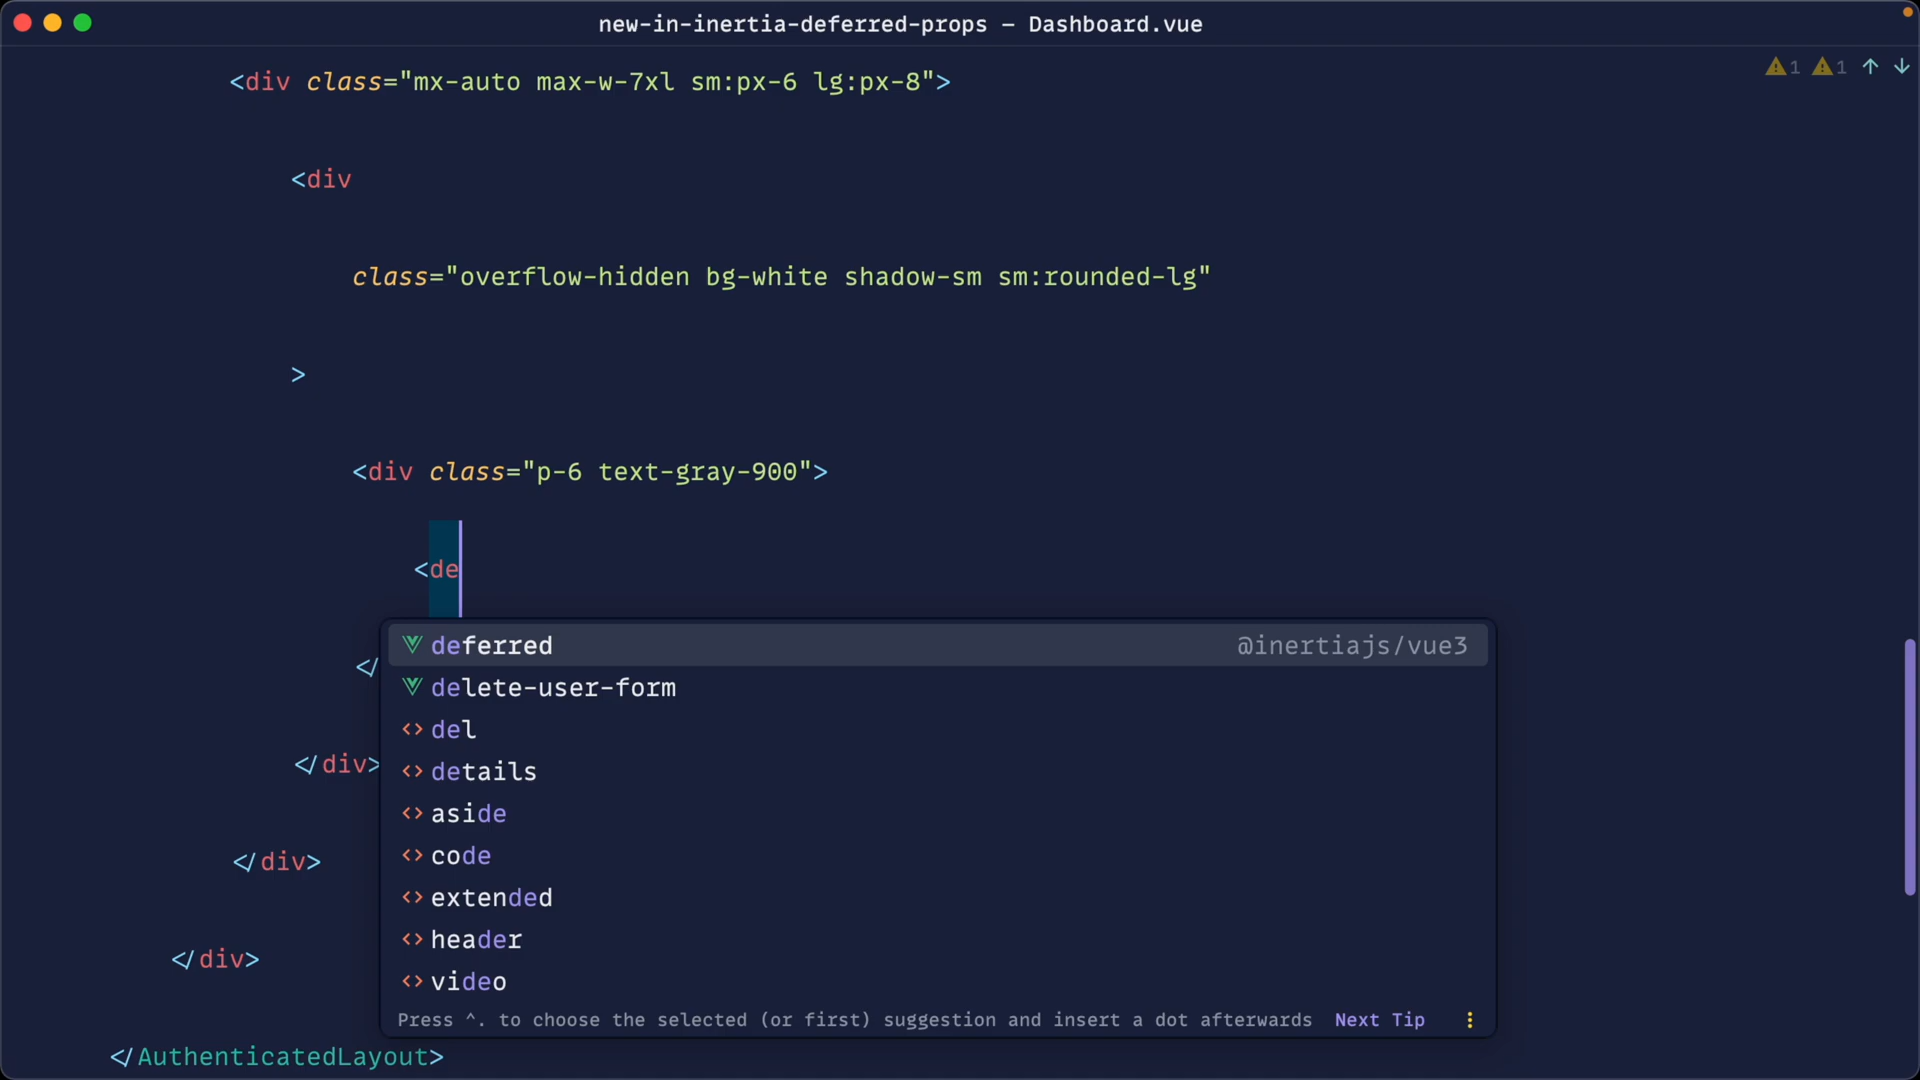 new-in-inertia-deferred-props – Dashboard.vue
<div class="mx-auto max-w-7xl sm:px-6 lg:px-8">
1 1
<div
class="overflow-hidden bg-white shadow-sm sm:rounded-lg"
>
<div class="p-6 text-gray-900">
<de
deferred @inertiajs/vue3
</
delete-user-form
del
</div>
details
aside
</div>
code
extended
header
</div>
video
Press ^. to choose the selected (or first) suggestion and insert a dot afterwards Next Tip
</AuthenticatedLayout>